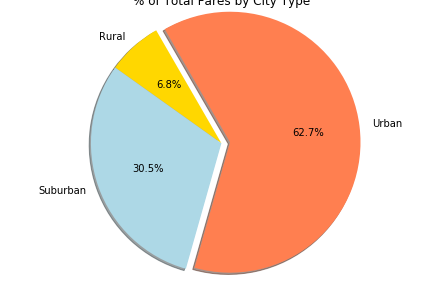 % of Total Fares by City Type
Rural
6.8%
Urban
62.7%
30.5%
Suburban